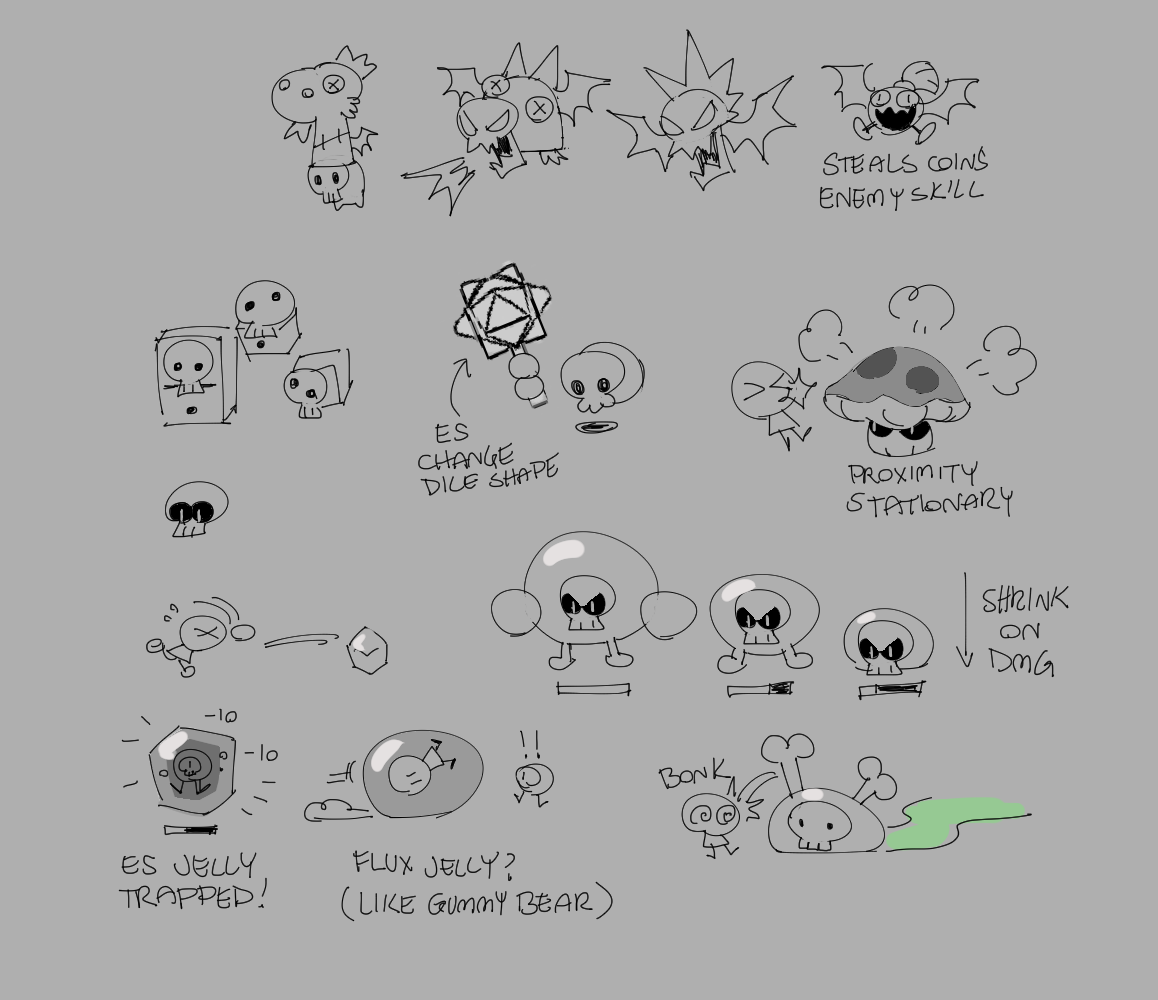 STEALS COINS
ENEMY SKILL
ES
CHANGE
DICE SHAPE
PROXIMITY
STATIONARY
SHRINK
ON
DMG
-10
-10
!!
BONK
ES JELLY
TRAPPED!
FLUX JELLY?
(LIKE GUMMY BEAR)